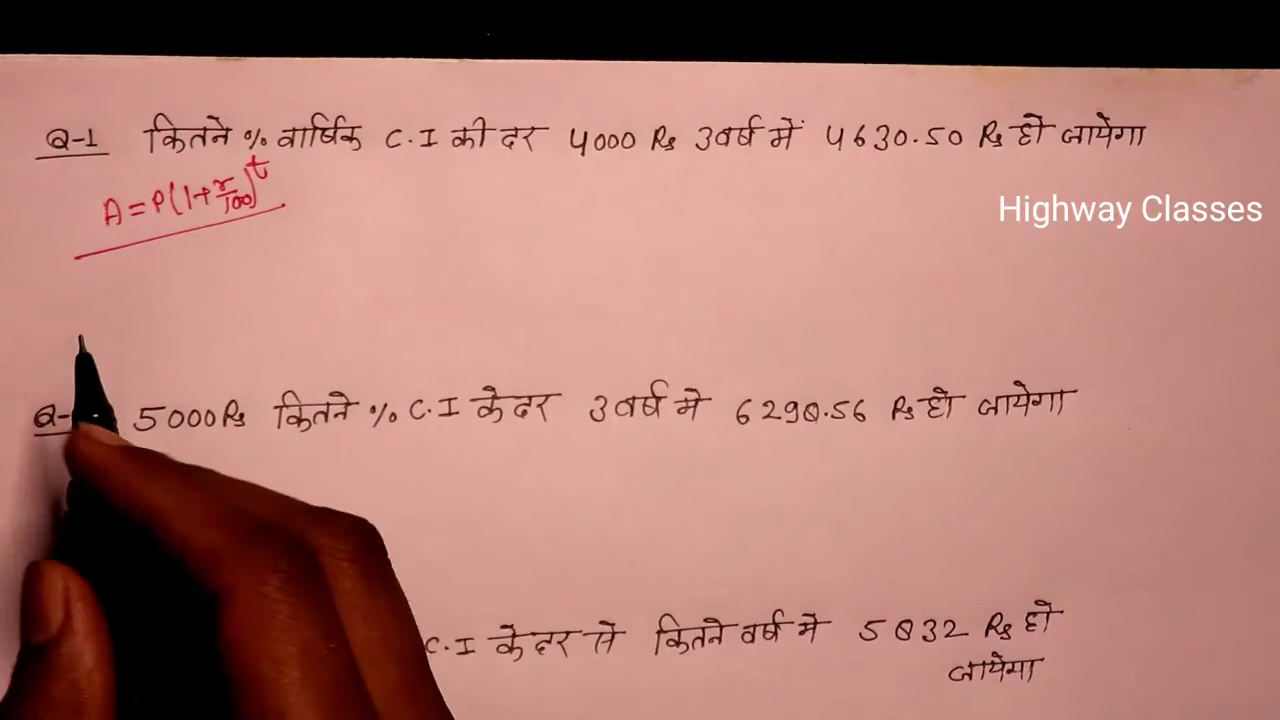 Q-1 कितने % वार्षिक C.I की दर 4000 Rs 3 वर्ष में 4630.50 Rs हो जायेगा
A = P(1+r/100)^t
Highway Classes
5000 Rs कितने % C.I के दर 3 वर्ष में 6298.56 Rs हो जायेगा
C.I के दर से कितने वर्ष में 5832 Rs हो
जायेगा